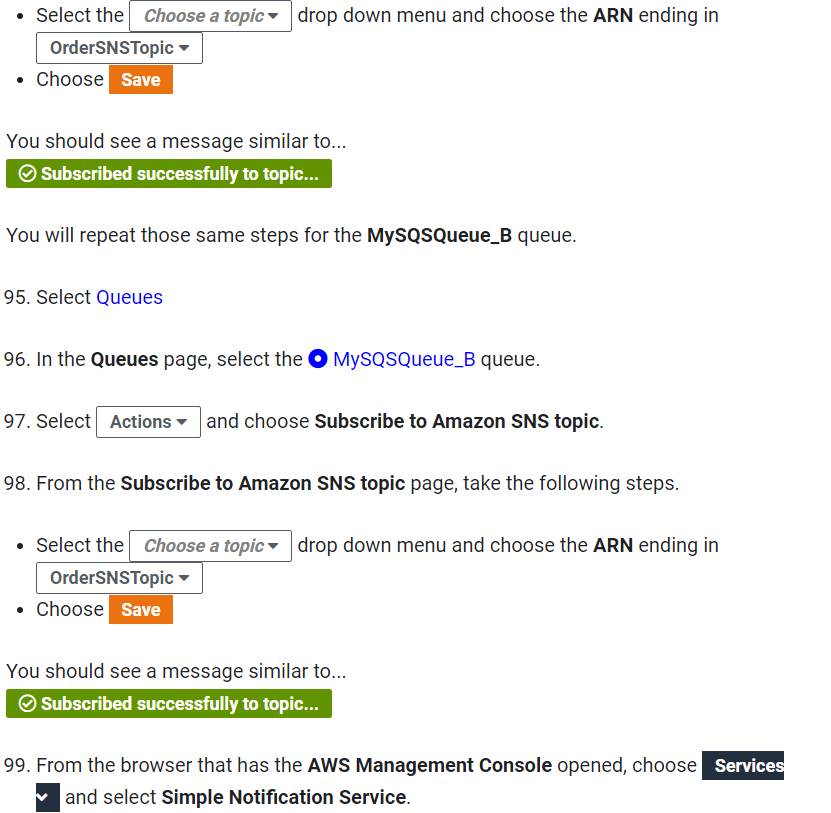 Select the Choose a topic drop down menu and choose the ARN ending in
OrderSNSTopic
Choose Save
You should see a message similar to...
Subscribed successfully to topic...
You will repeat those same steps for the MySQSQueue_B queue.
95. Select Queues
96. In the Queues page, select the MySQSQueue_B queue.
97. Select Actions and choose Subscribe to Amazon SNS topic.
98. From the Subscribe to Amazon SNS topic page, take the following steps.
Select the Choose a topic drop down menu and choose the ARN ending in
OrderSNSTopic
Choose Save
You should see a message similar to...
Subscribed successfully to topic...
99. From the browser that has the AWS Management Console opened, choose Services
and select Simple Notification Service.